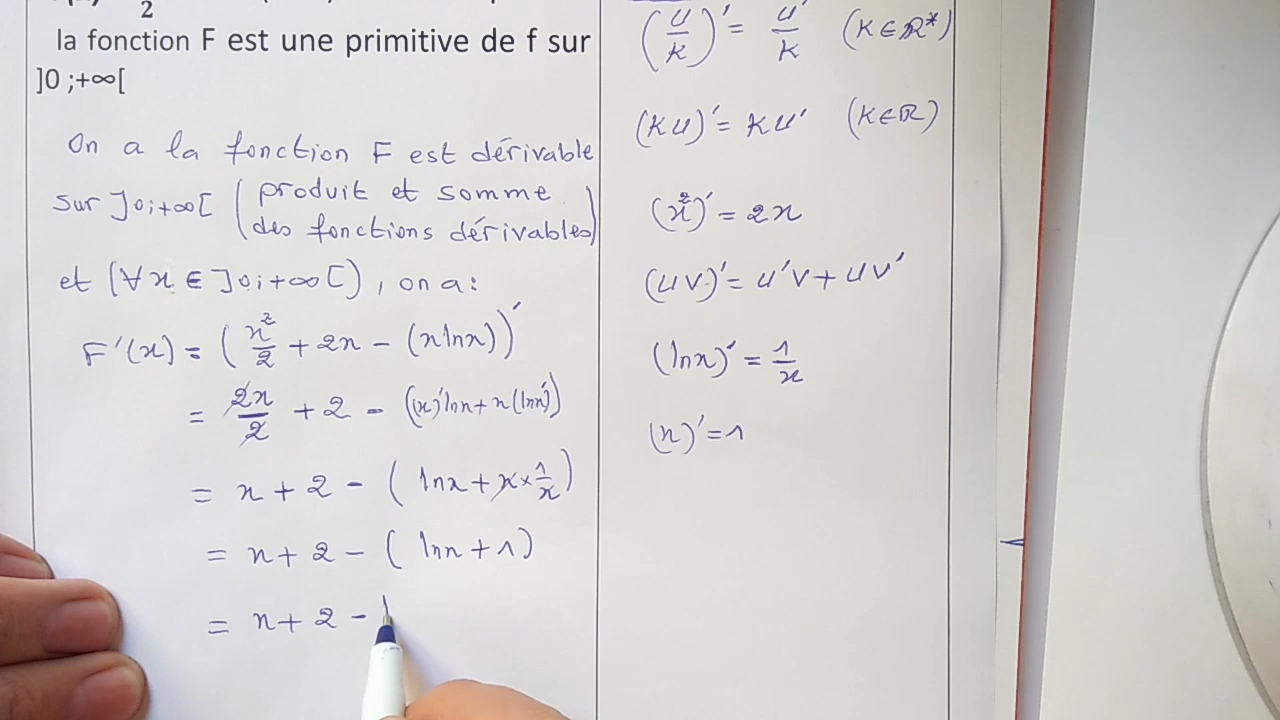 2
la fonction F est une primitive de f sur
]0 ;+∞[
On a la fonction F est dérivable
sur ]0;+∞[ (produit et somme
des fonctions dérivables)
et (∀x ∈ ]0;+∞[), on a:
F'(x) = (x²/2 + 2x - (x lnx))'
= 2x/2 + 2 - ((x)'lnx + x(lnx)')
= x + 2 - (lnx + x × 1/x)
= x + 2 - (lnx + 1)
= x + 2 -
(u/k)' = u'/k (k∈ℝ*)
(ku)' = ku' (k∈ℝ)
(x²)' = 2x
(uv)' = u'v + uv'
(lnx)' = 1/x
(x)' = 1